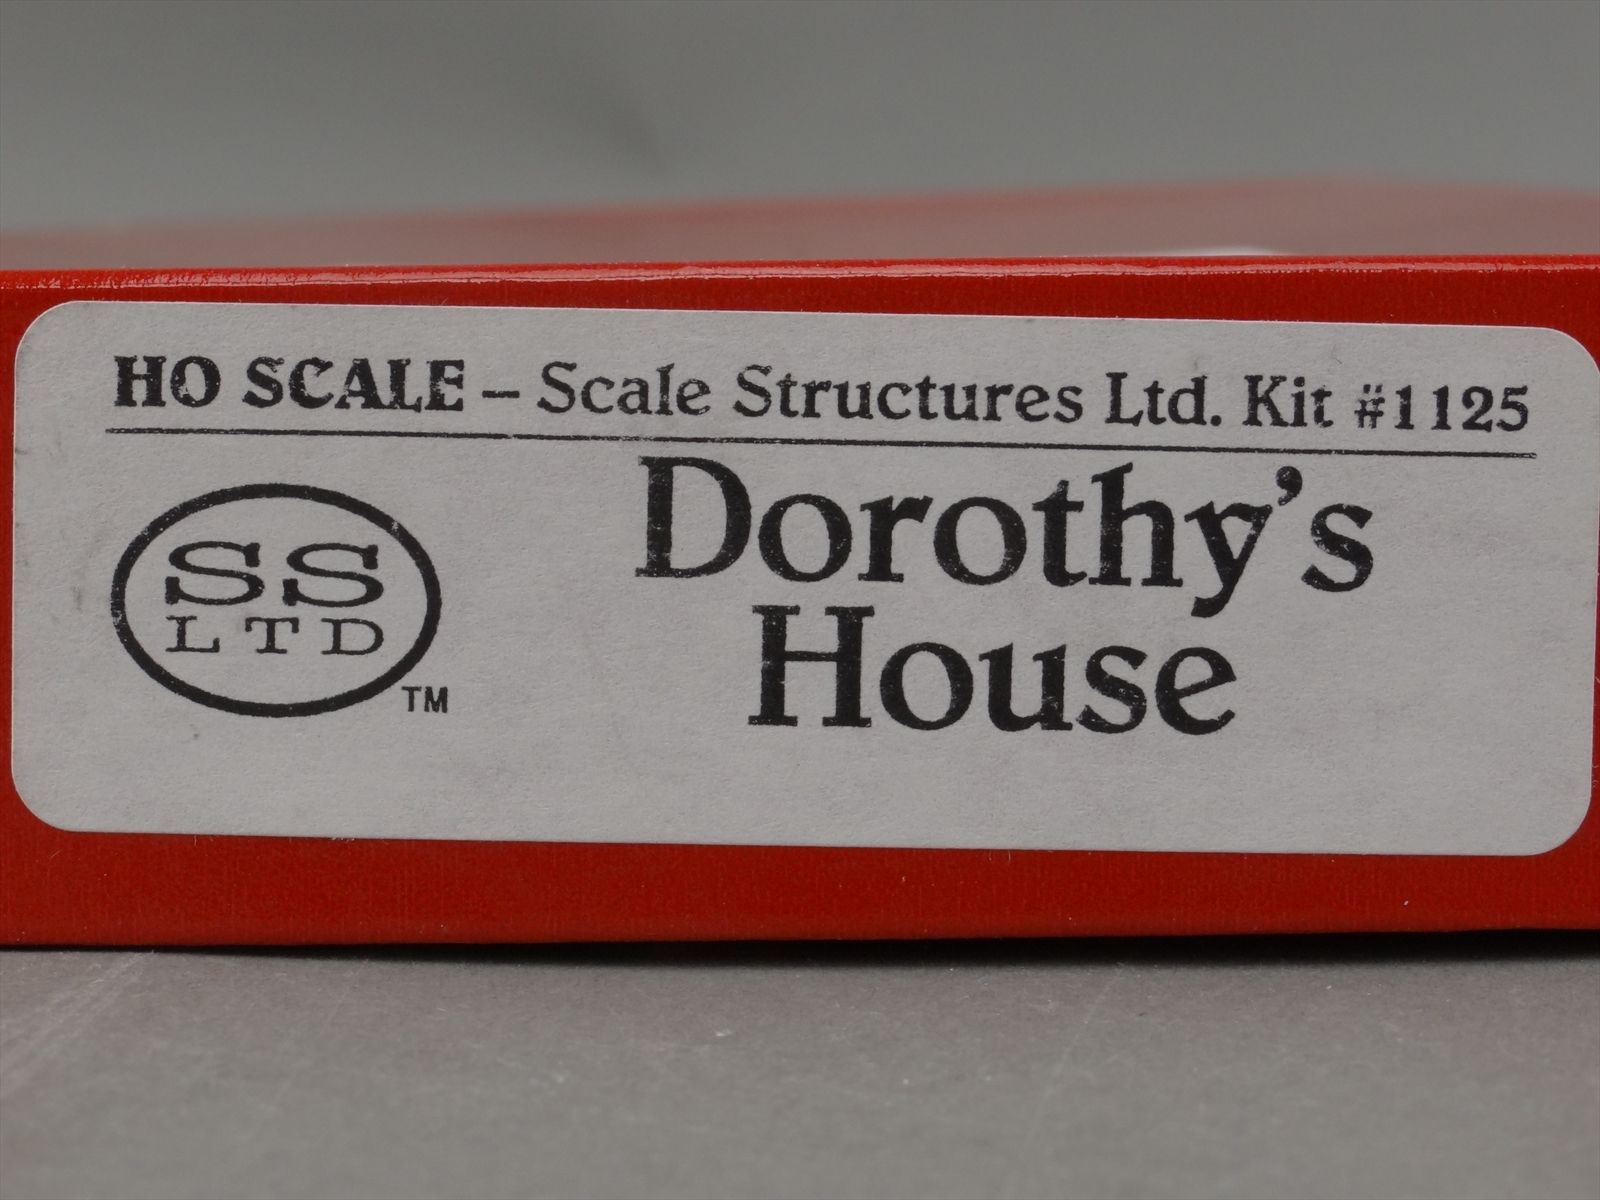 HO SCALE – Scale Structures Ltd. Kit #1125
SS
LTD
TM
Dorothy's
House